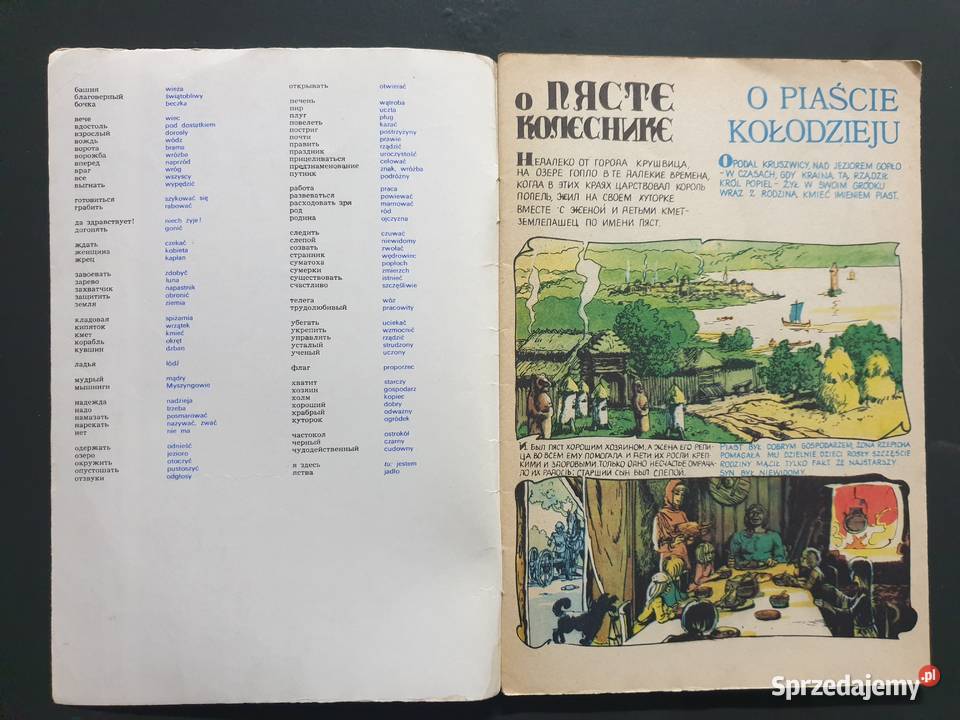 башня wieża
благоверный świątobliwy
бочка beczka
вече wiec
вдостоль pod dostatkiem
взрослый dorosły
вождь wódz
ворота brama
ворожба wróżba
вперед naprzód
враг wróg
все wszyscy
выгнать wypędzić
готовиться szykować się
грабить rabować
да здравствует! niech żyje!
догонять gonić
ждать czekać
женщина kobieta
жрец kapłan
завоевать zdobyć
зарево łuna
захватчик napastnik
защитить obronić
земля ziemia
кладовая spiżarnia
кипяток wrzątek
кмет kmieć
корабль okręt
кувшин dzban
ладья łódź
мудрый mądry
мышинги Myszyngowie
надежда nadzieja
надо trzeba
намазать posmarować
нарекать nazywać, zwać
нет nie ma
одержать odnieść
озеро jezioro
окружить otoczyć
опустошать pustoszyć
отзвуки odgłosy
открывать otwierać
печень wątroba
пир uczta
плуг pług
повелеть kazać
постриг postrzyżyny
почти prawie
править rządzić
праздник uroczystość
прицеливаться celować
предзнаменование znak, wróżba
путник podróżny
работа praca
развеваться powiewać
расходовать зря marnować
род ród
родина ojczyzna
следить czuwać
слепой niewidomy
созвать zwołać
странник wędrowiec
суматоха popłoch
сумерки zmierzch
существовать istnieć
счастливо szczęśliwie
телега wóz
трудолюбивый pracowity
убегать uciekać
укрепить wzmocnić
управлять rządzić
усталый strudzony
ученый uczony
флаг proporzec
хватит starczy
хозяин gospodarz
холм kopiec
хороший dobry
храбрый odważny
хуторок ogródek
частокол ostrokół
черный czarny
чудодейственный cudowny
я здесь tu jestem
яства jadło
о ПЯСТЕ
КОЛЕСНИКЕ
НЕДАЛЕКО ОТ ГОРОДА КРУШВИЦА,
НА ОЗЕРЕ ГОПЛО В ТЕ ДАЛЕКИЕ ВРЕМЕНА,
КОГДА В ЭТИХ КРАЯХ ЦАРСТВОВАЛ КОРОЛЬ
ПОПЕЛЬ, ЖИЛ НА СВОЕМ ХУТОРКЕ
ВМЕСТЕ С ЖЕНОЙ И ДЕТЬМИ КМЕТ-
ЗЕМЛЕПАШЕЦ ПО ИМЕНИ ПЯСТ.
O PIAŚCIE
KOŁODZIEJU
OPODAL KRUSZWICY, NAD JEZIOREM GOPŁO
- W CZASACH, GDY KRAINĄ TĄ RZĄDZIŁ
KRÓL POPIEL - ŻYŁ W SWOIM GRÓDKU
WRAZ Z RODZINĄ KMIEĆ IMIENIEM PIAST.
И БЫЛ ПЯСТ ХОРОШИМ ХОЗЯИНОМ, А ЖЕНА ЕГО РЕПИ-
ЦА ВО ВСЕМ ЕМУ ПОМОГАЛА. И ДЕТИ ИХ РОСЛИ КРЕП-
КИМИ И ЗДОРОВЫМИ. ТОЛЬКО ОДНО НЕСЧАСТЬЕ ОМРАЧА-
ЛО ИХ РАДОСТЬ: СТАРШИЙ СЫН БЫЛ СЛЕПОЙ.
PIAST BYŁ DOBRYM GOSPODARZEM, ŻONA RZEPICHA
POMAGAŁA MU DZIELNIE DZIECI ROSŁY SZCZĘŚCIE
RODZINY MĄCIŁ TYLKO FAKT ŻE NAJSTARSZY
SYN BYŁ NIEWIDOMY.
Sprzedajemy.pl